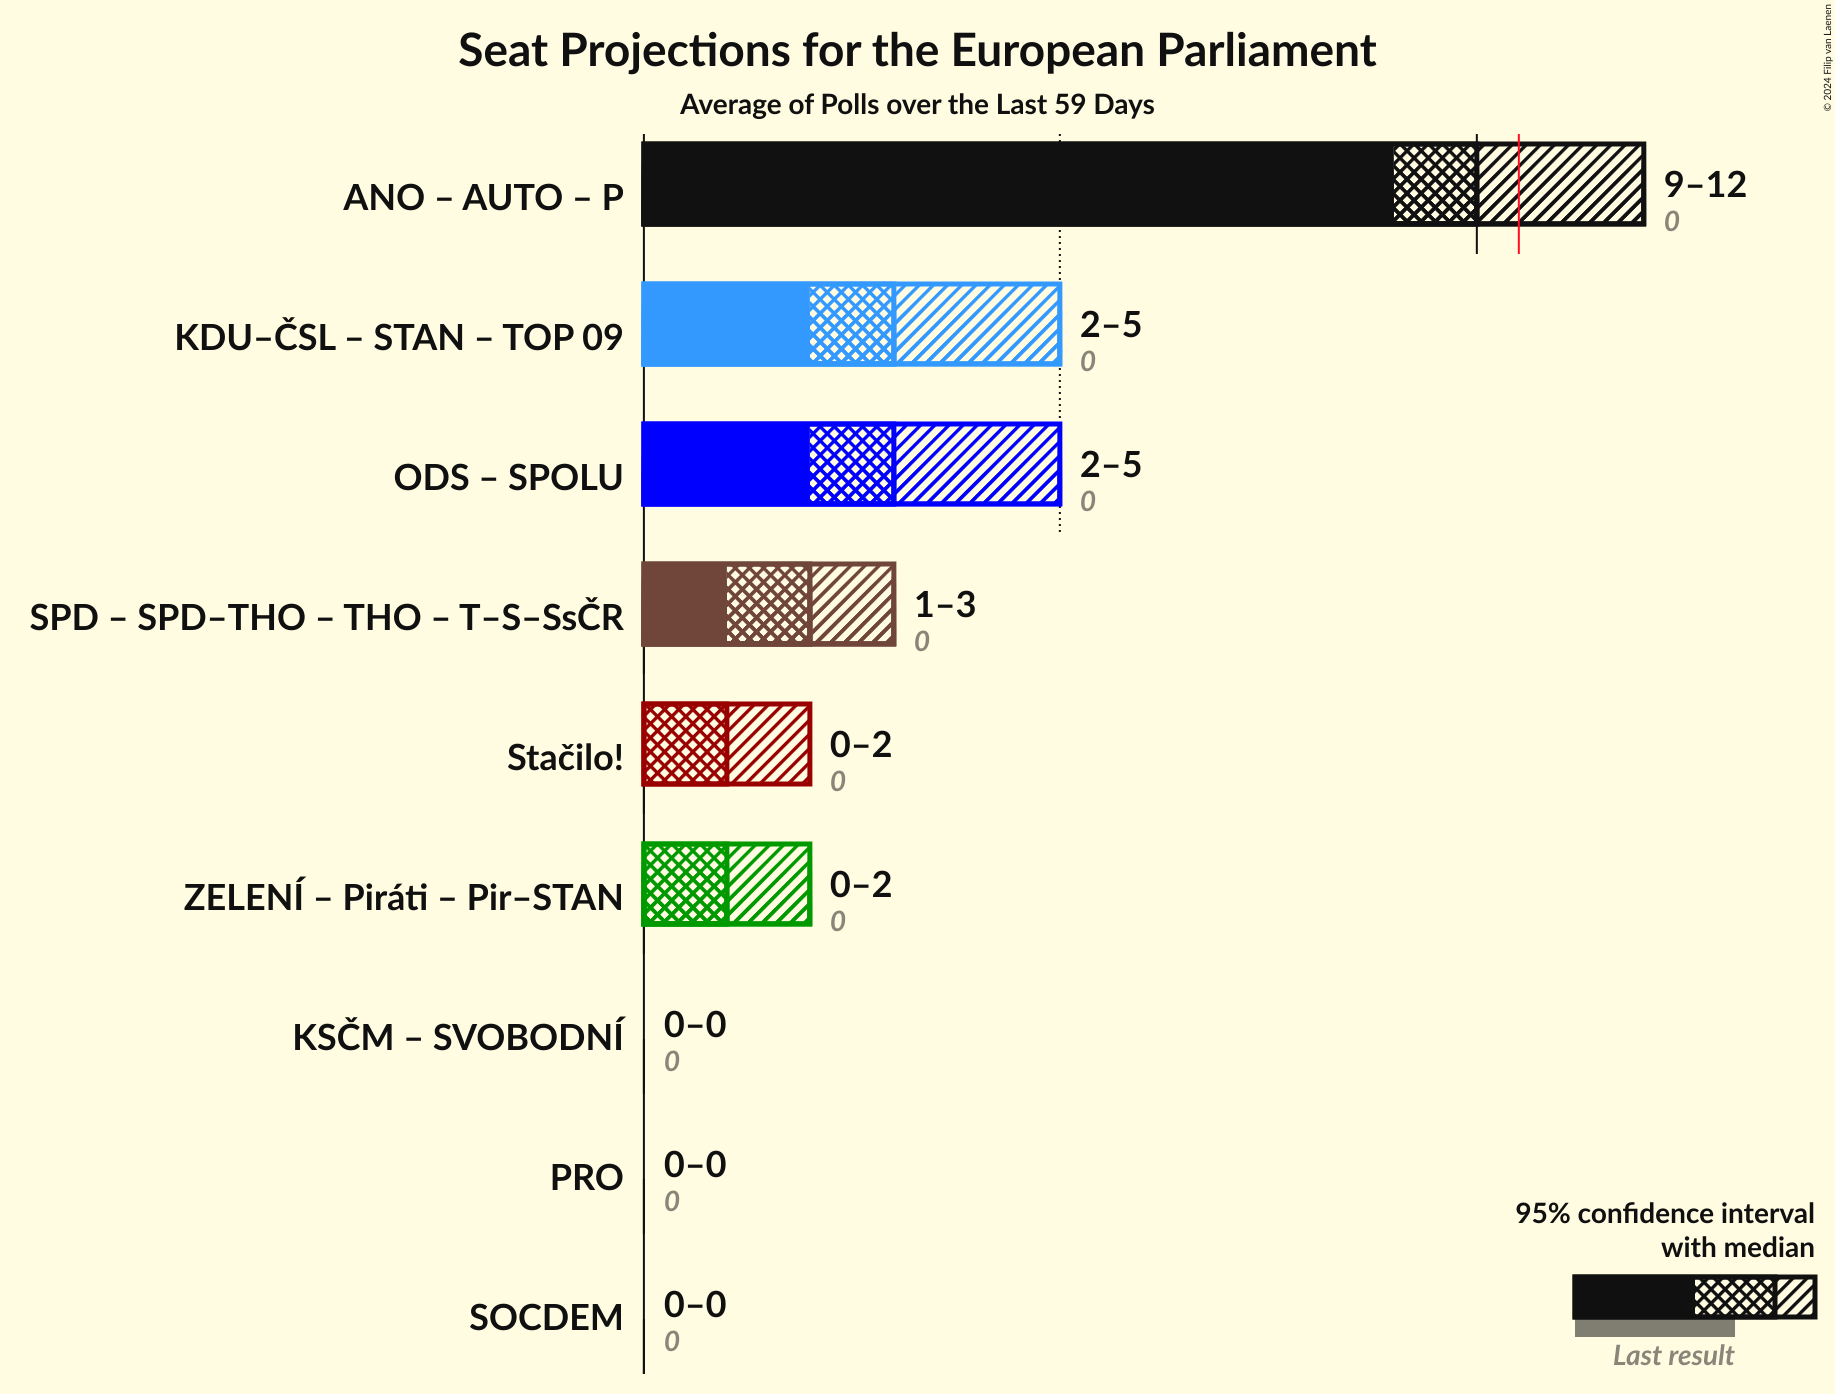 Seat Projections for the European Parliament
Average of Polls over the Last 59 Days
© 2024 Filip van Laenen
ANO – AUTO – P
9–12
0
KDU–ČSL – STAN – TOP 09
2–5
0
ODS – SPOLU
2–5
0
SPD – SPD–THO – THO – T–S–SsČR
1–3
0
Stačilo!
0–2
0
ZELENÍ – Piráti – Pir–STAN
0–2
0
KSČM – SVOBODNÍ
0–0
0
PRO
0–0
0
SOCDEM
0–0
0
95% confidence interval
with median
Last result